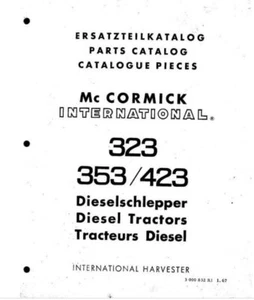 ERSATZTEILKATALOG
PARTS CATALOG
CATALOGUE PIECES
Mc CORMICK
INTERNATIONAL®
323
353/423
Dieselschlepper
Diesel Tractors
Tracteurs Diesel
INTERNATIONAL HARVESTER